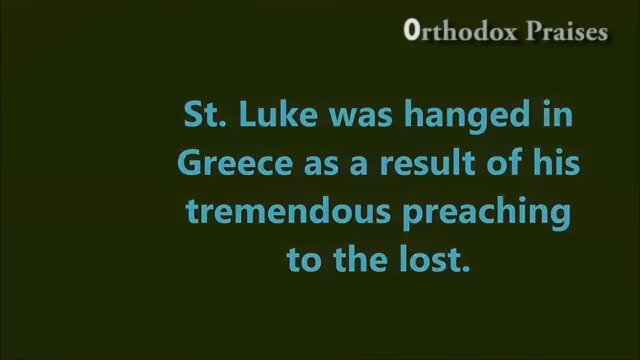 Orthodox Praises
St. Luke was hanged in
Greece as a result of his
tremendous preaching
to the lost.